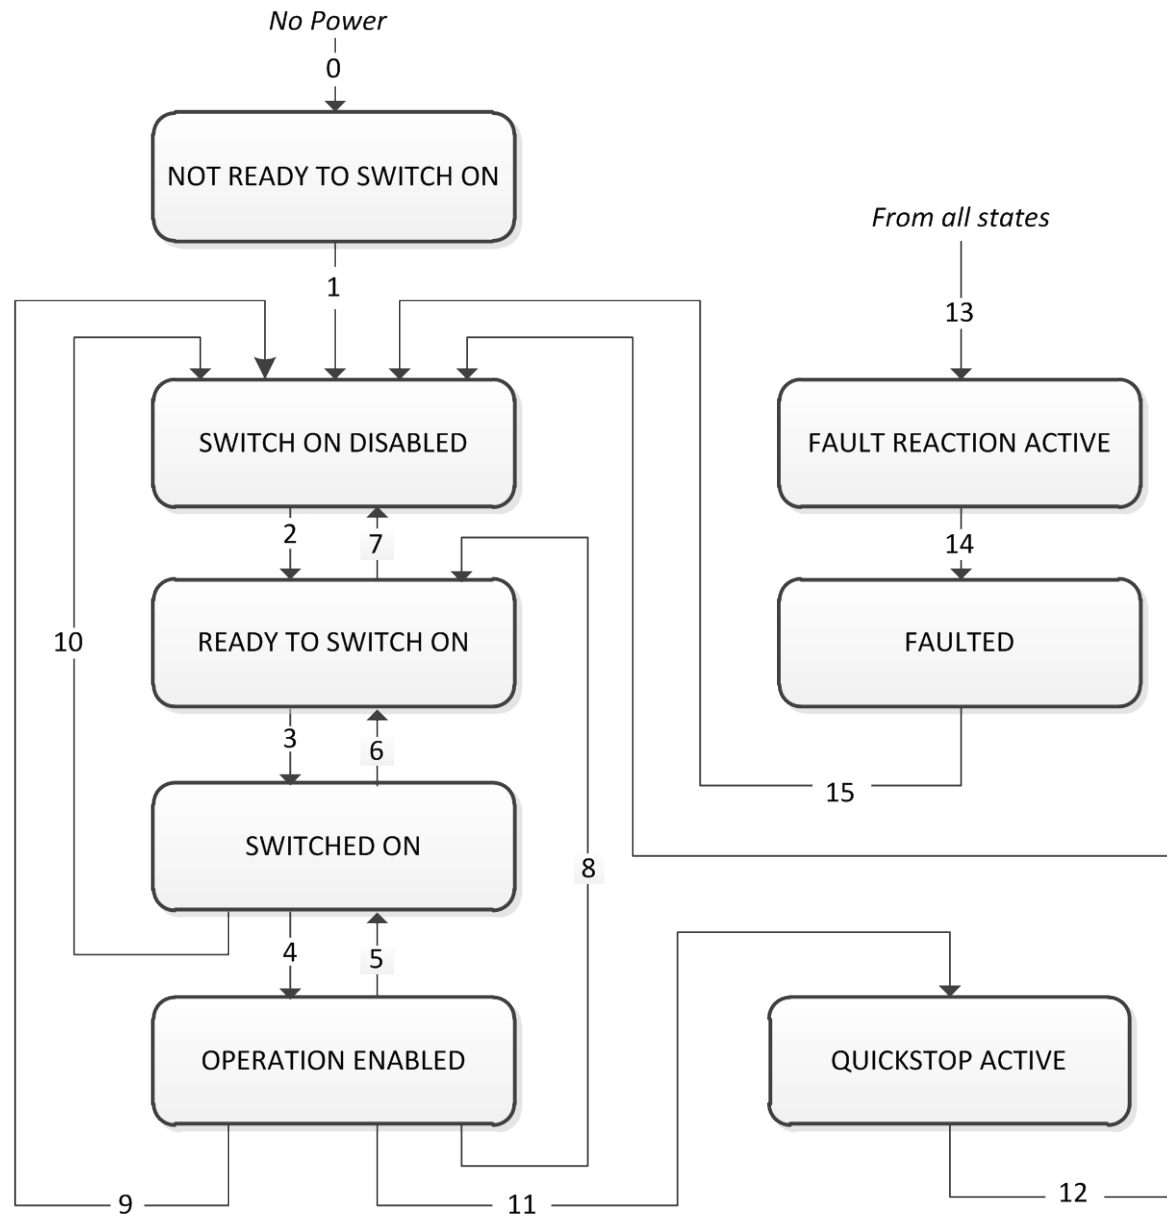 No Power
0
NOT READY TO SWITCH ON
From all states
1
13
SWITCH ON DISABLED
FAULT REACTION ACTIVE
2
7
14
10
READY TO SWITCH ON
FAULTED
3
6
15
SWITCHED ON
8
4
5
OPERATION ENABLED
QUICKSTOP ACTIVE
9
11
12